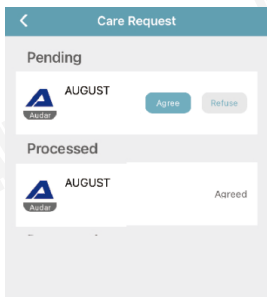 Care Request
Pending
AUGUST
Agree
Refuse
Audar
Processed
AUGUST
Agreed
Audar